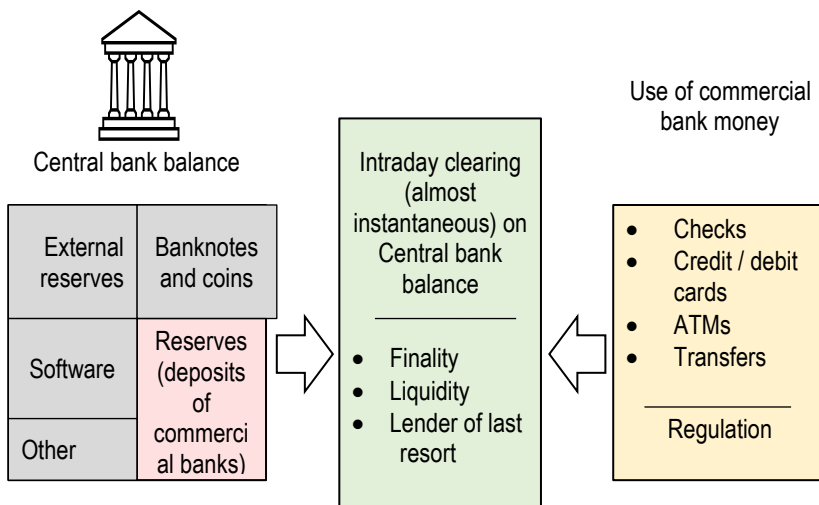 Central bank balance
External
reserves
Banknotes
and coins
Software
Reserves
(deposits
of
commerci
al banks)
Other
Intraday clearing
(almost
instantaneous) on
Central bank
balance
• Finality
• Liquidity
• Lender of last
resort
Use of commercial
bank money
• Checks
• Credit / debit
cards
• ATMs
• Transfers
Regulation